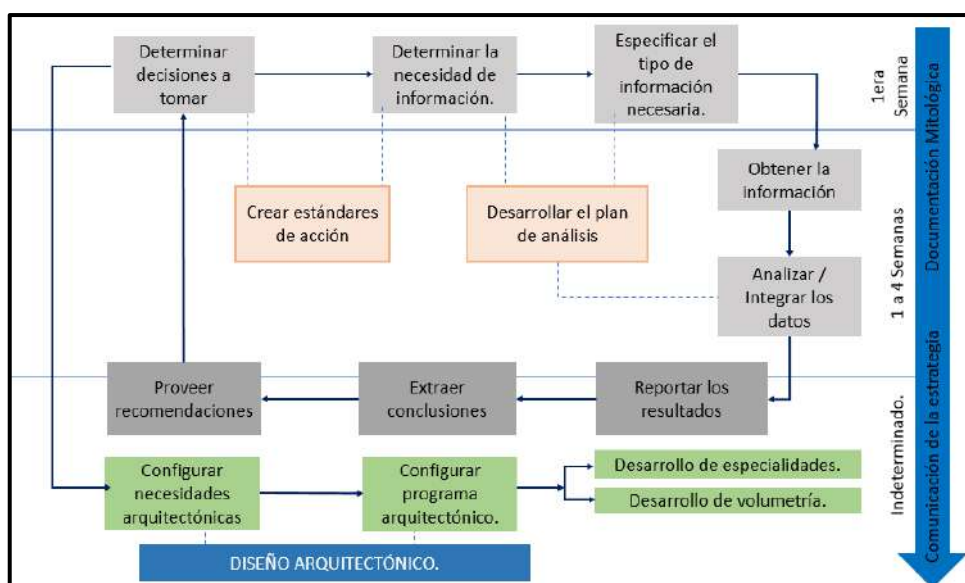 Determinar
decisiones a
tomar
Determinar la
necesidad de
información.
Especificar el
tipo de
información
necesaria.
1era
Semana
Obtener la
información
Crear estándares
de acción
Desarrollar el plan
de análisis
Analizar /
Integrar los
datos
1 a 4 Semanas
Documentación Mitológica
Proveer
recomendaciones
Extraer
conclusiones
Reportar los
resultados
Configurar
necesidades
arquitectónicas
Configurar
programa
arquitectónico.
Desarrollo de especialidades.
Desarrollo de volumetría.
Indeterminado.
Comunicación de la estrategia
DISEÑO ARQUITECTÓNICO.